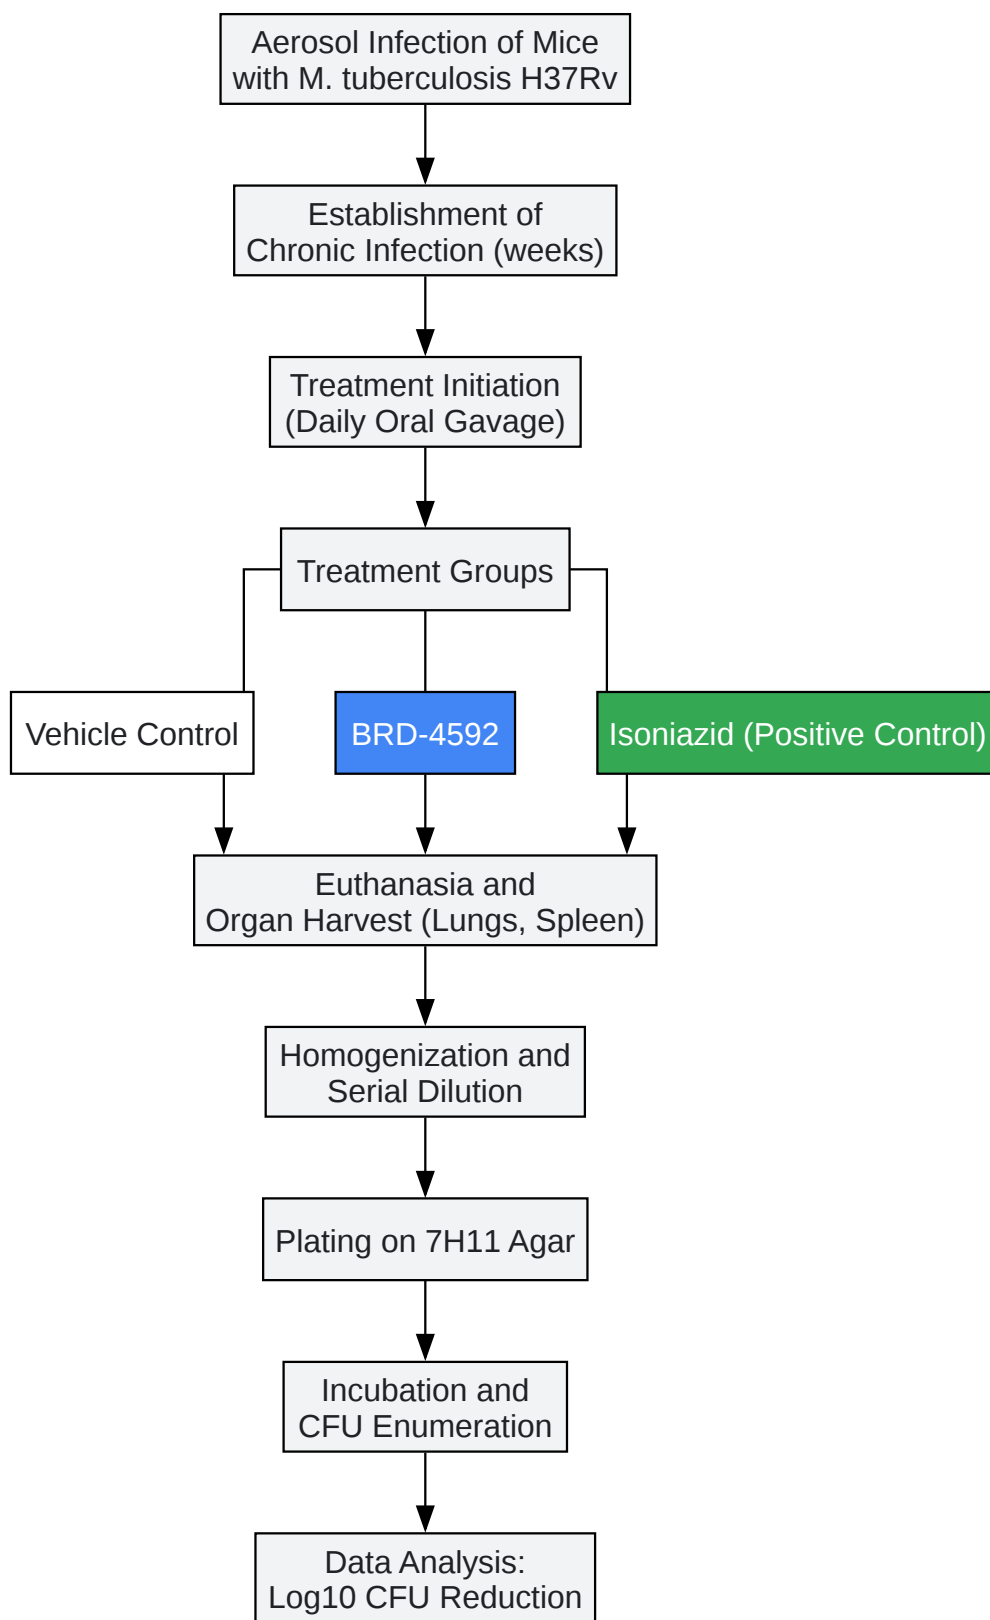 Aerosol Infection of Mice
with M. tuberculosis H37Rv
Establishment of
Chronic Infection (weeks)
Treatment Initiation
(Daily Oral Gavage)
Treatment Groups
Vehicle Control
BRD-4592
Isoniazid (Positive Control)
Euthanasia and
Organ Harvest (Lungs, Spleen)
Homogenization and
Serial Dilution
Plating on 7H11 Agar
Incubation and
CFU Enumeration
Data Analysis:
Log10 CFU Reduction